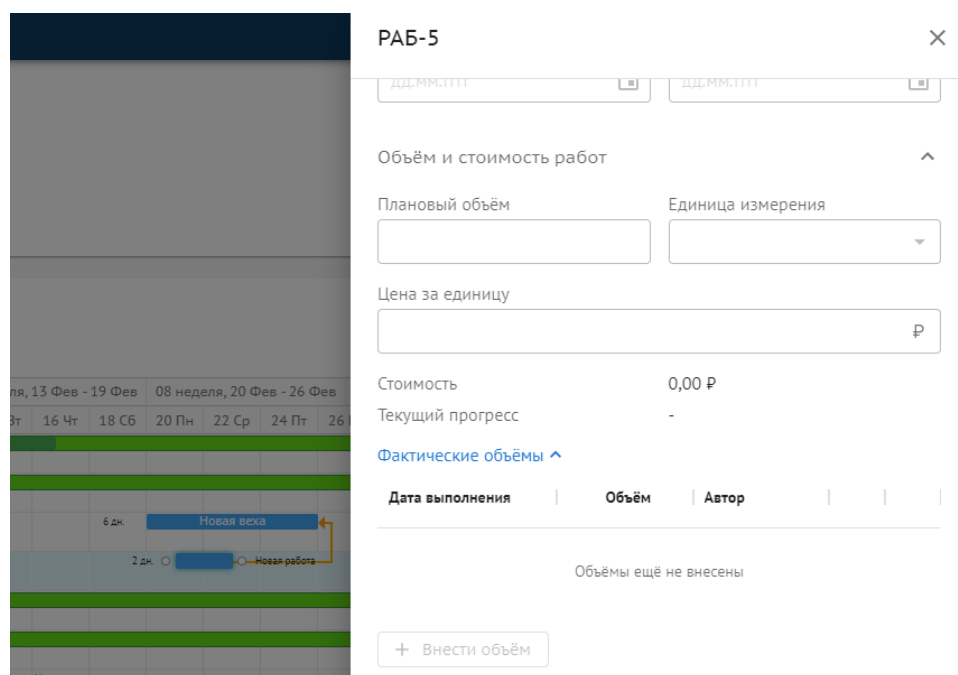 РАБ-5
дд.мм.гггг дд.мм.гггг
Объём и стоимость работ
Плановый объём Единица измерения
Цена за единицу
₽
Стоимость 0,00 ₽
Текущий прогресс -
Фактические объёмы
Дата выполнения Объём Автор
Объёмы ещё не внесены
+ Внести объём
ля, 13 Фев - 19 Фев 08 неделя, 20 Фев - 26 Фев
Вт 16 Чт 18 Сб 20 Пн 22 Ср 24 Пт 26
6 дн. Новая веха
2 дн. Новая работа